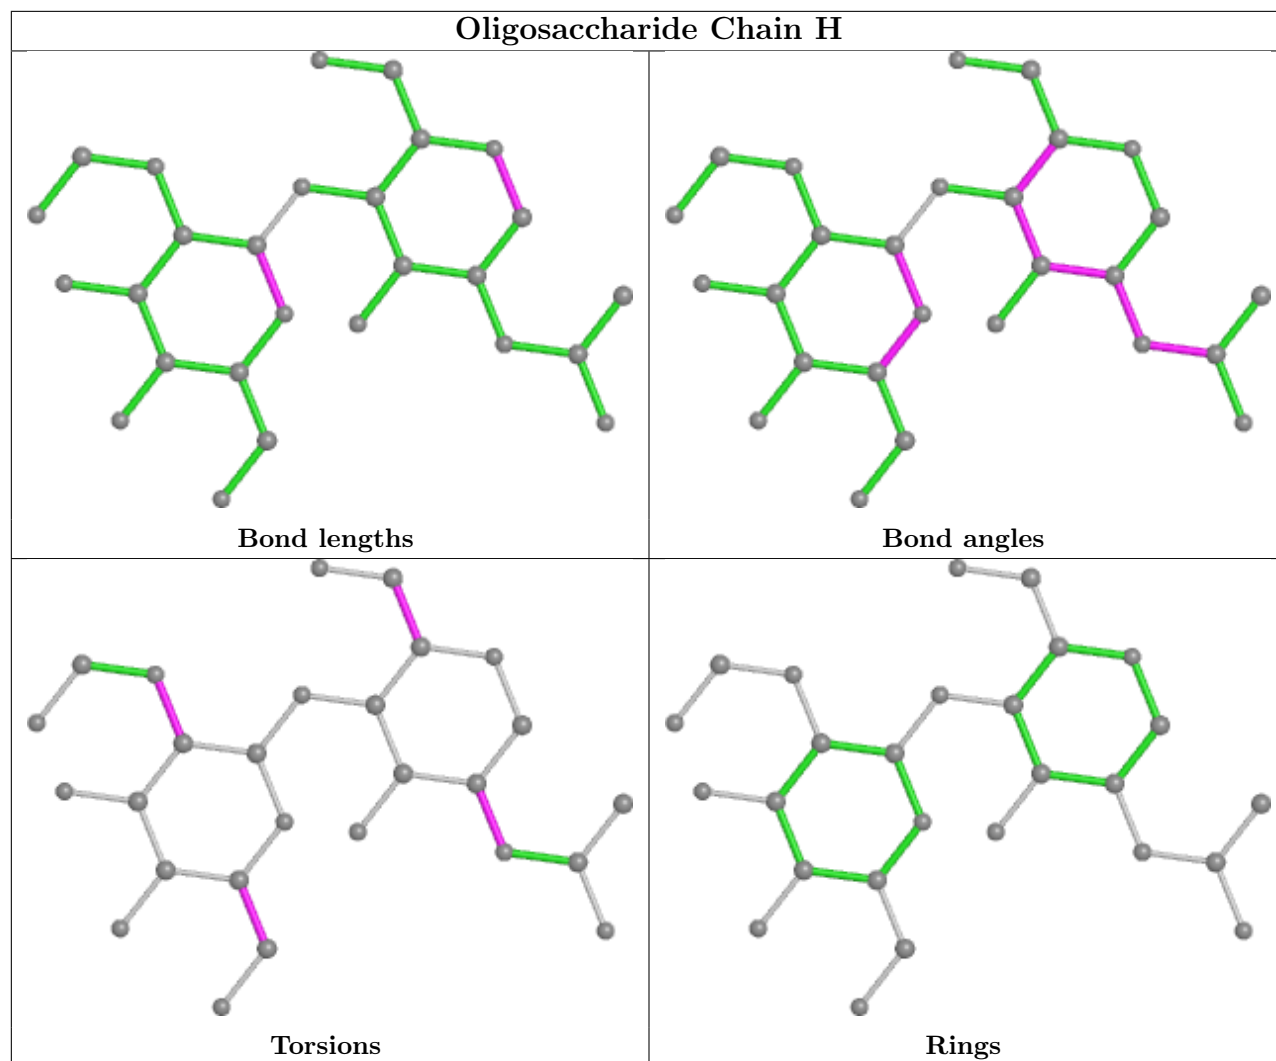 Oligosaccharide Chain H
Bond lengths
Bond angles
Torsions
Rings